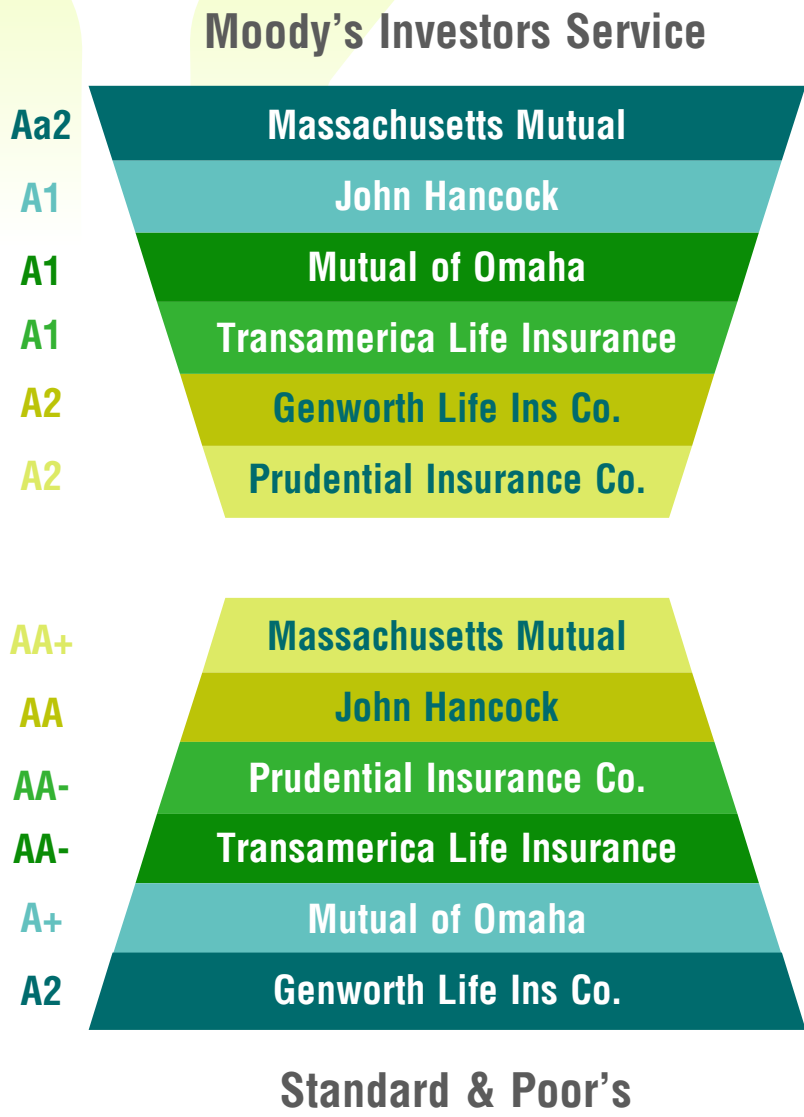 Moody's Investors Service
Aa2 Massachusetts Mutual
A1 John Hancock
A1 Mutual of Omaha
A1 Transamerica Life Insurance
A2 Genworth Life Ins Co.
A2 Prudential Insurance Co.
AA+ Massachusetts Mutual
AA John Hancock
AA- Prudential Insurance Co.
AA- Transamerica Life Insurance
A+ Mutual of Omaha
A2 Genworth Life Ins Co.
Standard & Poor's